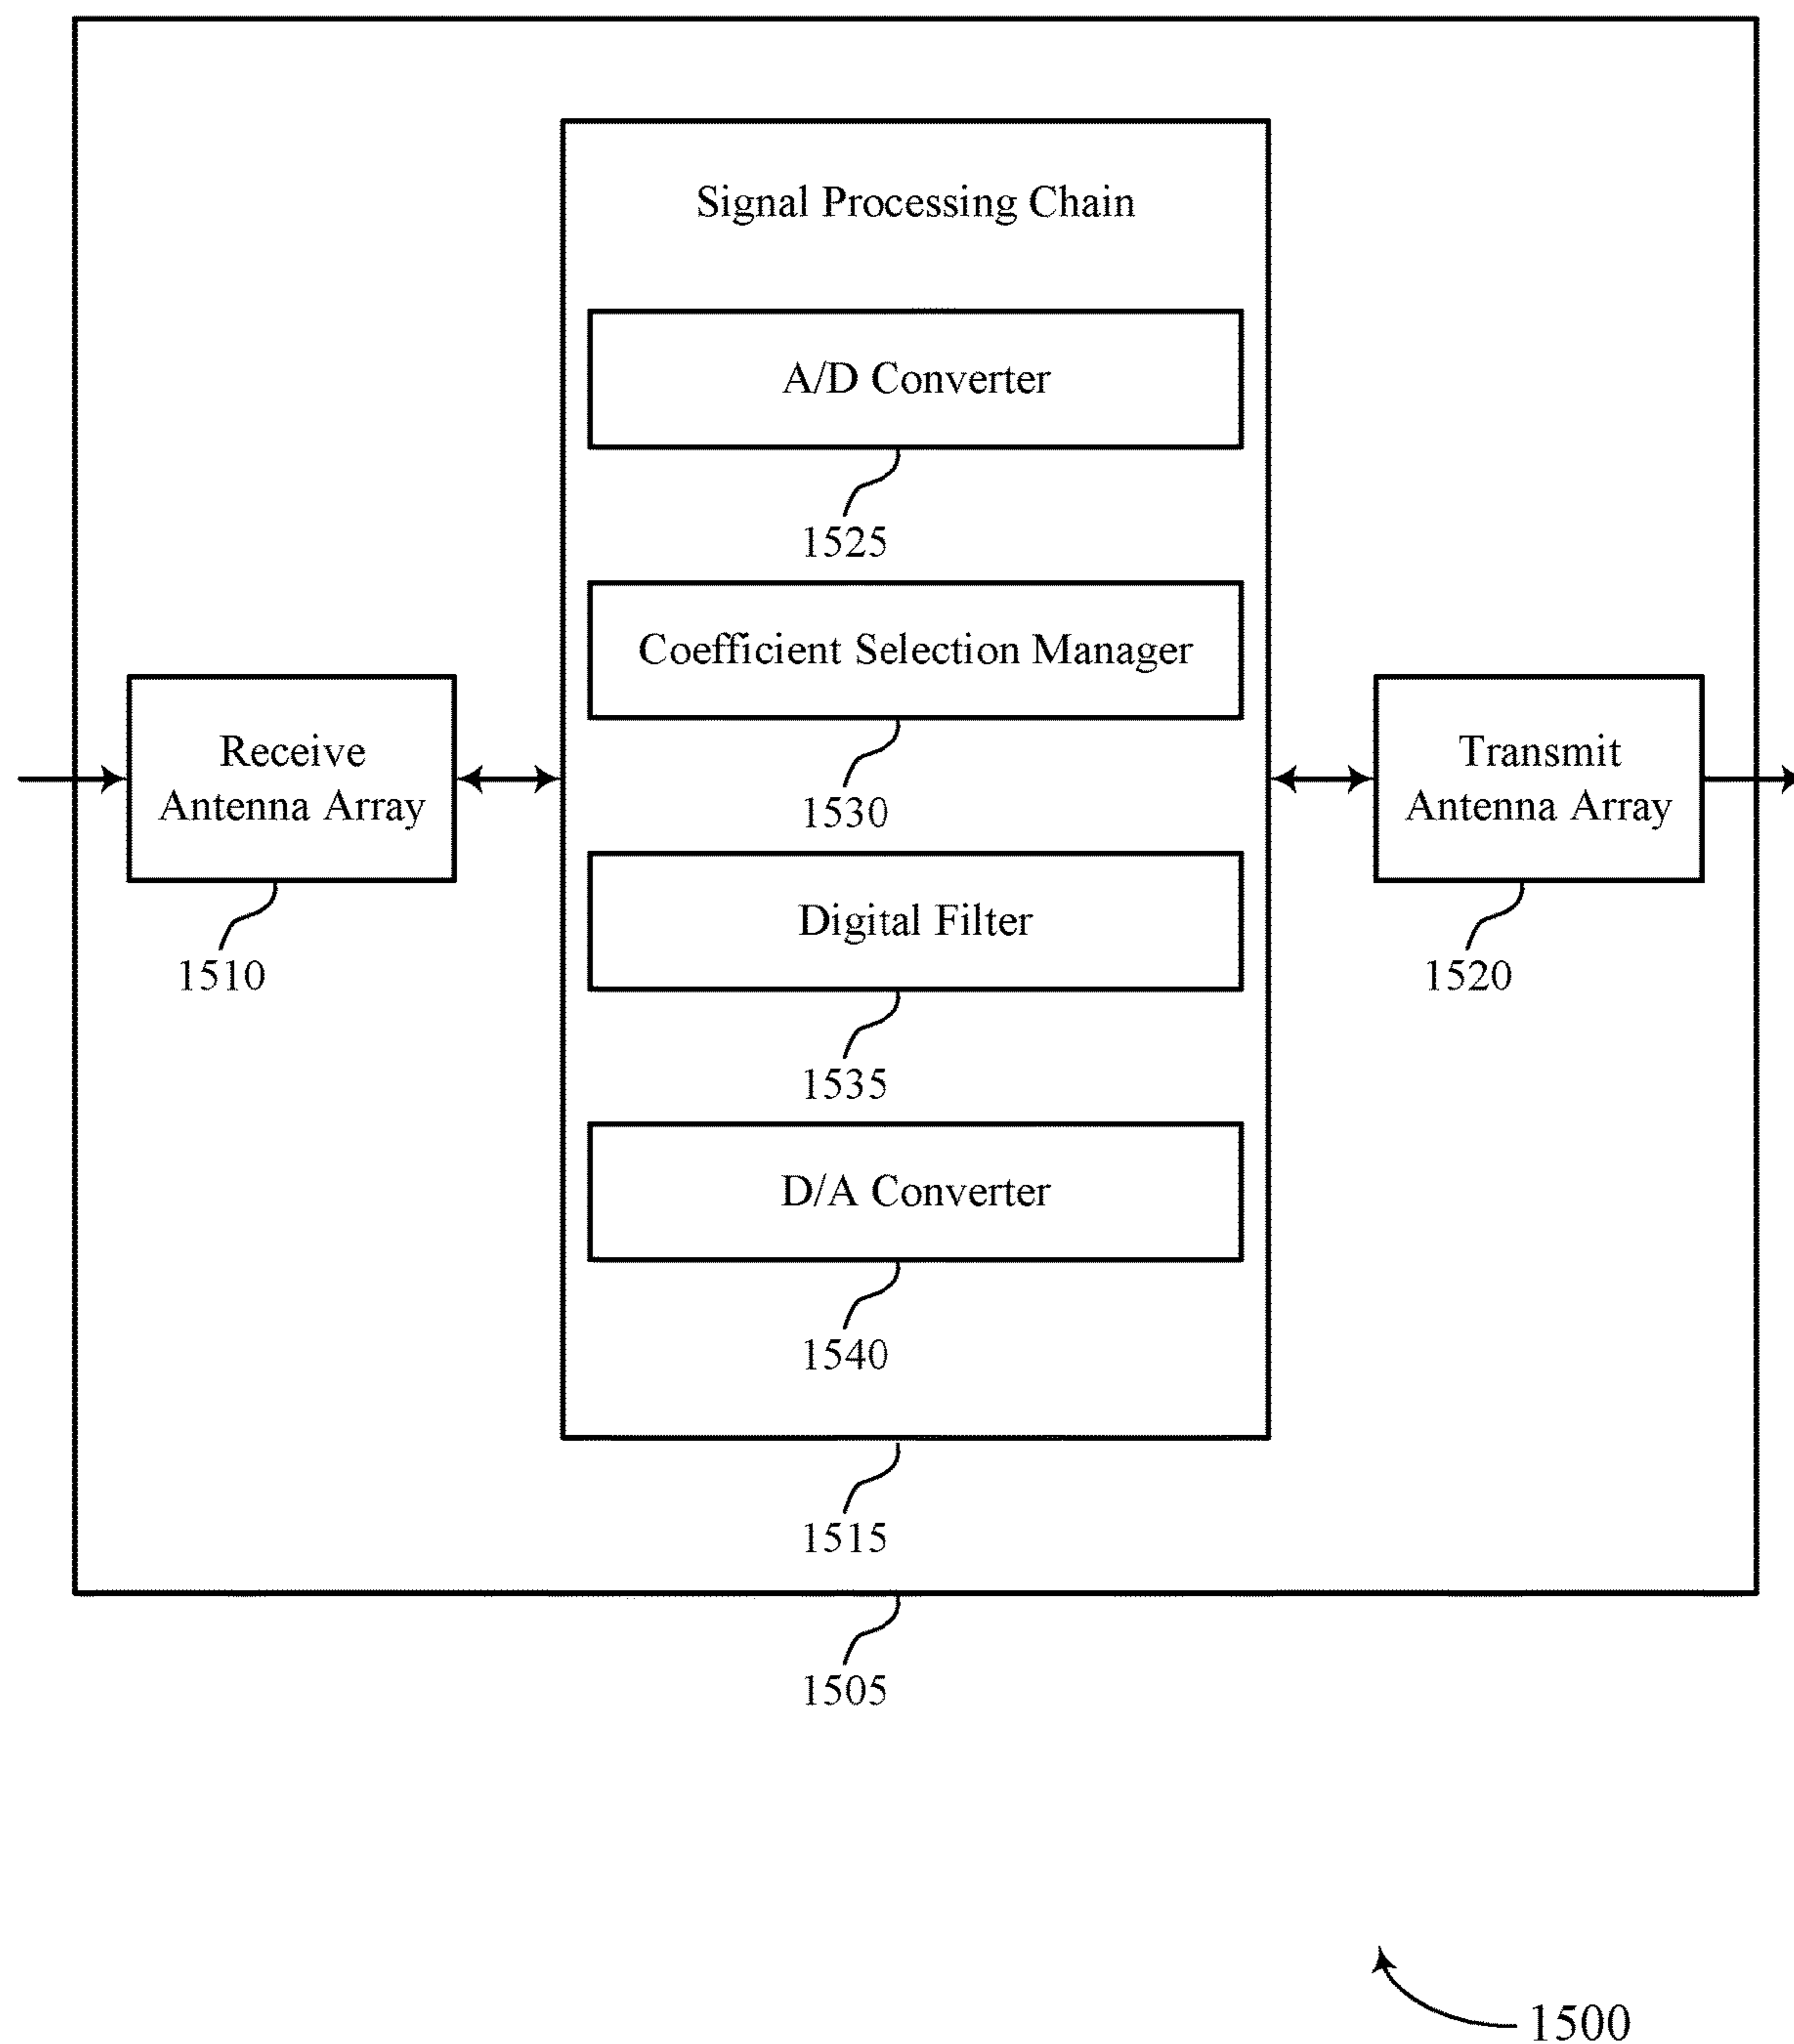 Signal Processing Chain
A/D Converter
1525
Coefficient Selection Manager
1530
Receive
Antenna Array
1510
Transmit
Antenna Array
1520
Digital Filter
1535
D/A Converter
1540
1515
1505
1500